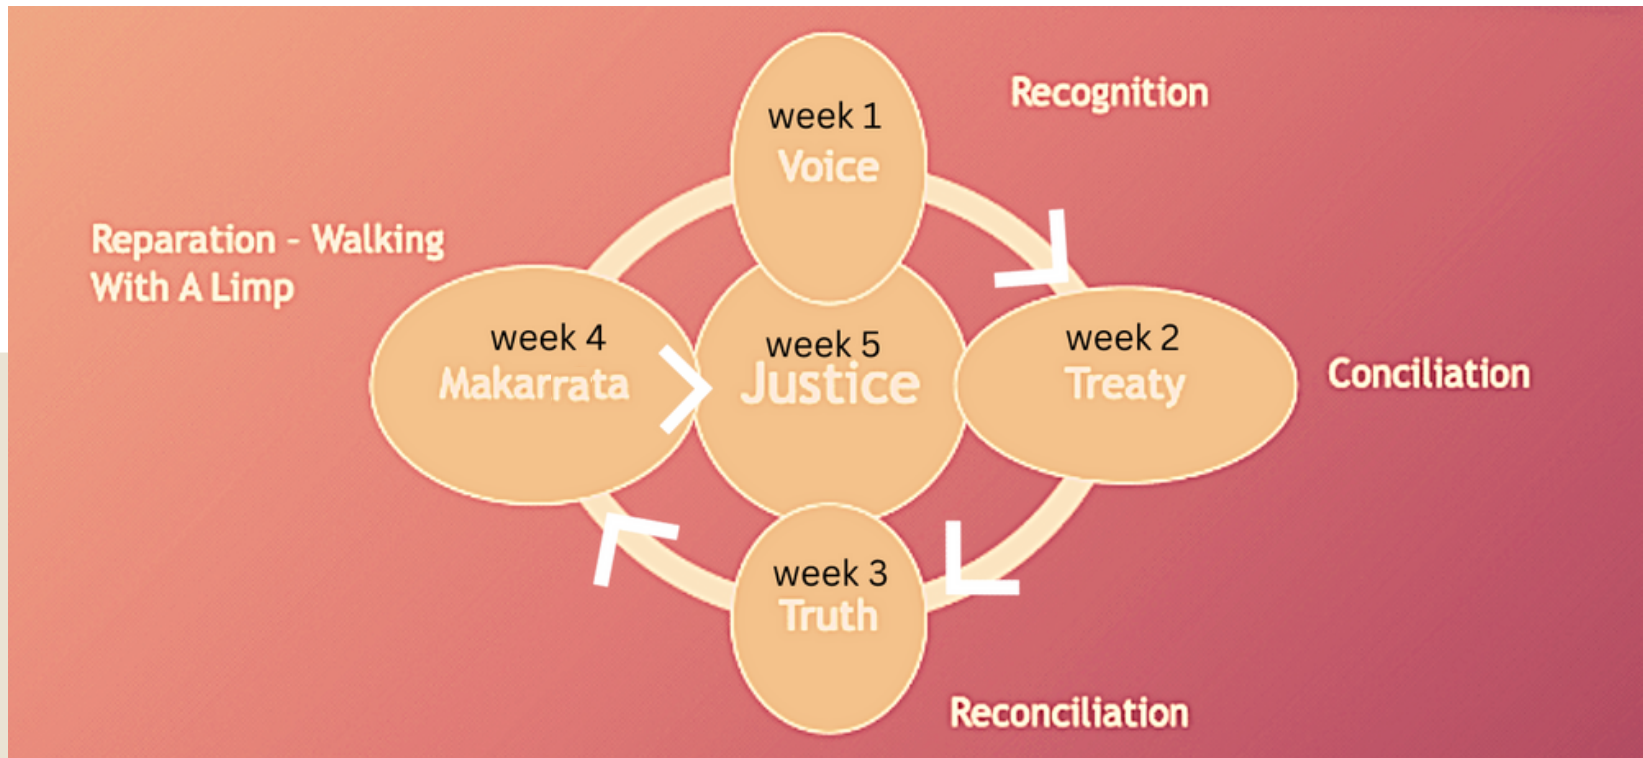 week 1
Voice
Recognition
Reparation - Walking
With A Limp
week 4
Makarrata
week 5
Justice
week 2
Treaty
Conciliation
week 3
Truth
Reconciliation